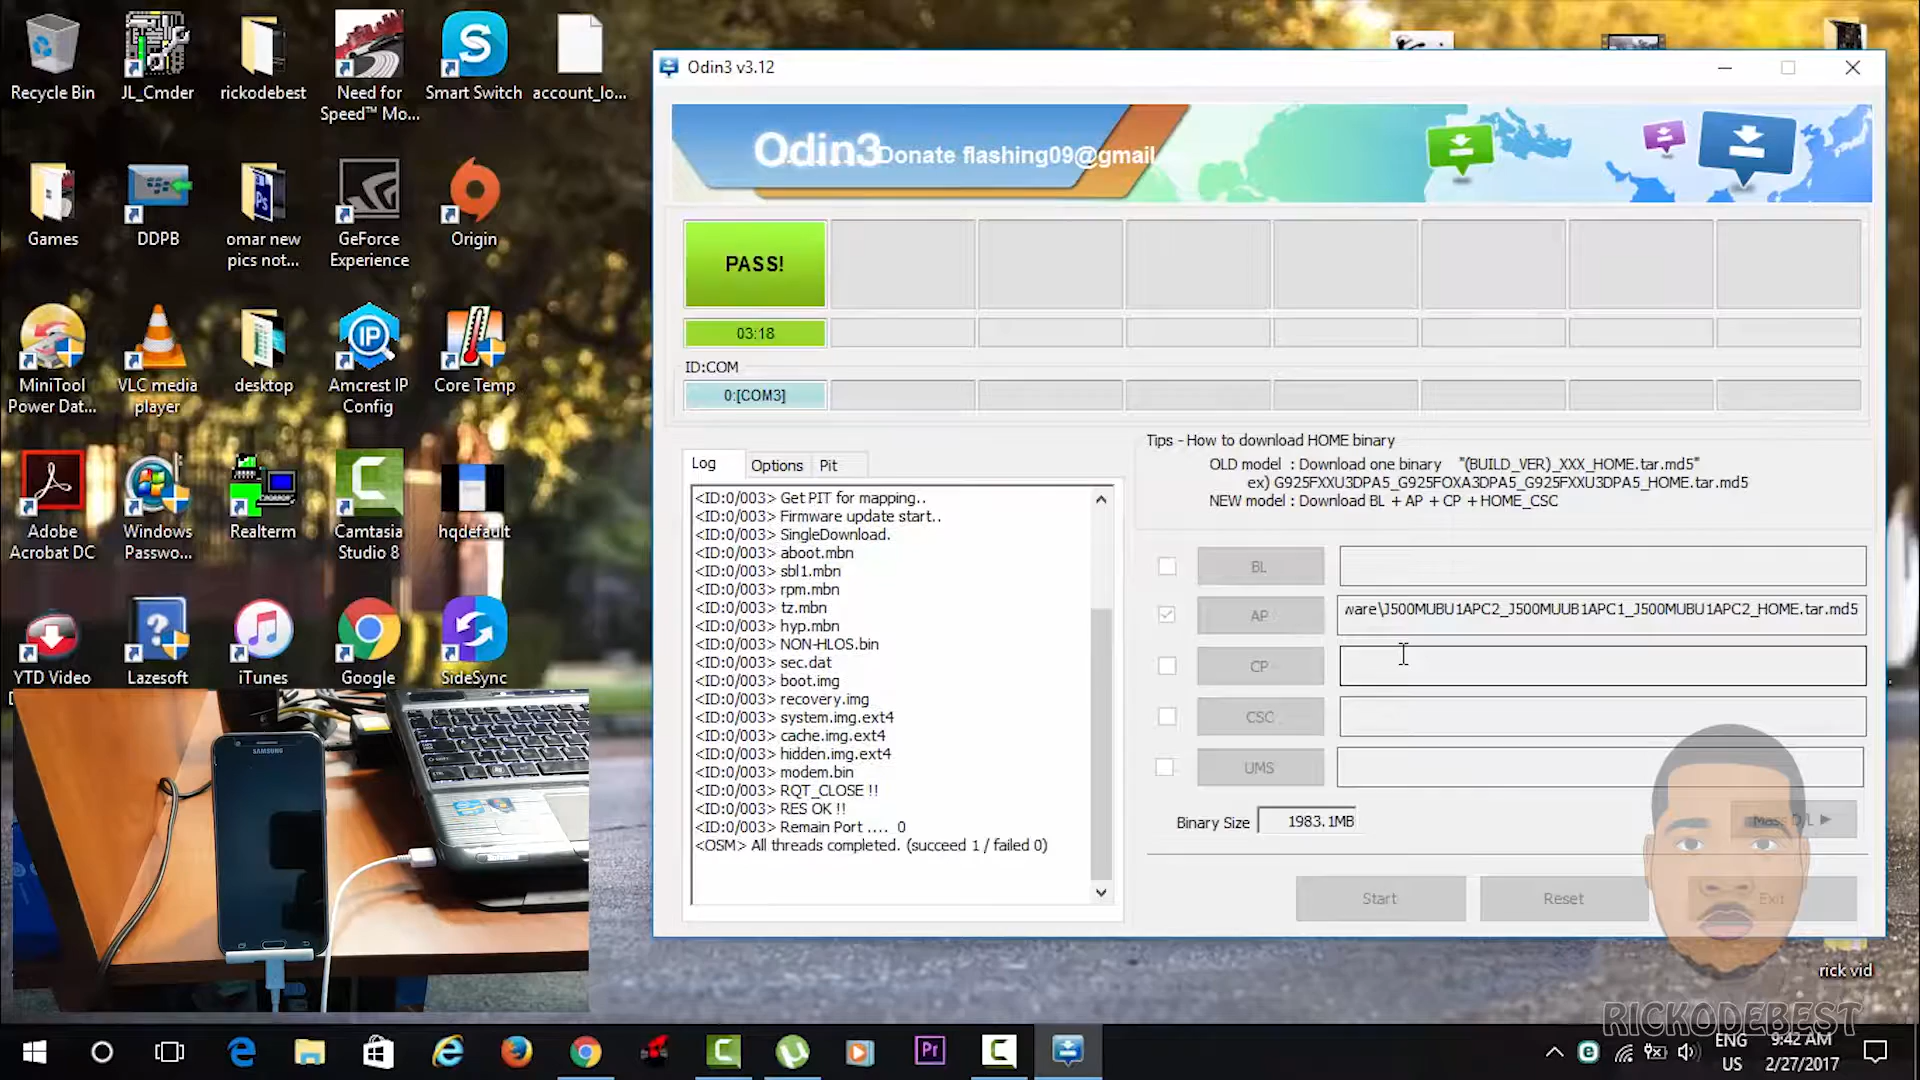 Recycle Bin
JL_Cmder
rickodebest
Need for
Speed™ Mo...
Smart Switch
account_lo...
Games
DDPB
omar new
pics not...
GeForce
Experience
Origin
MiniTool
Power Dat...
VLC media
player
desktop
Amcrest IP
Config
Core Temp
Adobe
Acrobat DC
Windows
Passwo...
Realterm
Camtasia
Studio 8
hqdefault
YTD Video
Lazesoft
iTunes
Google
SideSync
SAMSUNG
Odin3 v3.12
Odin3
Donate flashing09@gmail
PASS!
03:18
ID:COM
0:[COM3]
Log
Options
Pit
<ID:0/003> Get PIT for mapping..
<ID:0/003> Firmware update start..
<ID:0/003> SingleDownload.
<ID:0/003> aboot.mbn
<ID:0/003> sbl1.mbn
<ID:0/003> rpm.mbn
<ID:0/003> tz.mbn
<ID:0/003> hyp.mbn
<ID:0/003> NON-HLOS.bin
<ID:0/003> sec.dat
<ID:0/003> boot.img
<ID:0/003> recovery.img
<ID:0/003> system.img.ext4
<ID:0/003> cache.img.ext4
<ID:0/003> hidden.img.ext4
<ID:0/003> modem.bin
<ID:0/003> RQT_CLOSE !!
<ID:0/003> RES OK !!
<ID:0/003> Remain Port .... 0
<OSM> All threads completed. (succeed 1 / failed 0)
Tips - How to download HOME binary
OLD model : Download one binary "(BUILD_VER)_XXX_HOME.tar.md5"
ex) G925FXXU3DPA5_G925FOXA3DPA5_G925FXXU3DPA5_HOME.tar.md5
NEW model : Download BL + AP + CP + HOME_CSC
BL
AP
ware\J500MUBU1APC2_J500MUUB1APC1_J500MUBU1APC2_HOME.tar.md5
CP
CSC
UMS
Binary Size
1983.1MB
Mass D/L
Start
Reset
Exit
rick vid
RICKODEBEST
ENG
US
9:42 AM
2/27/2017